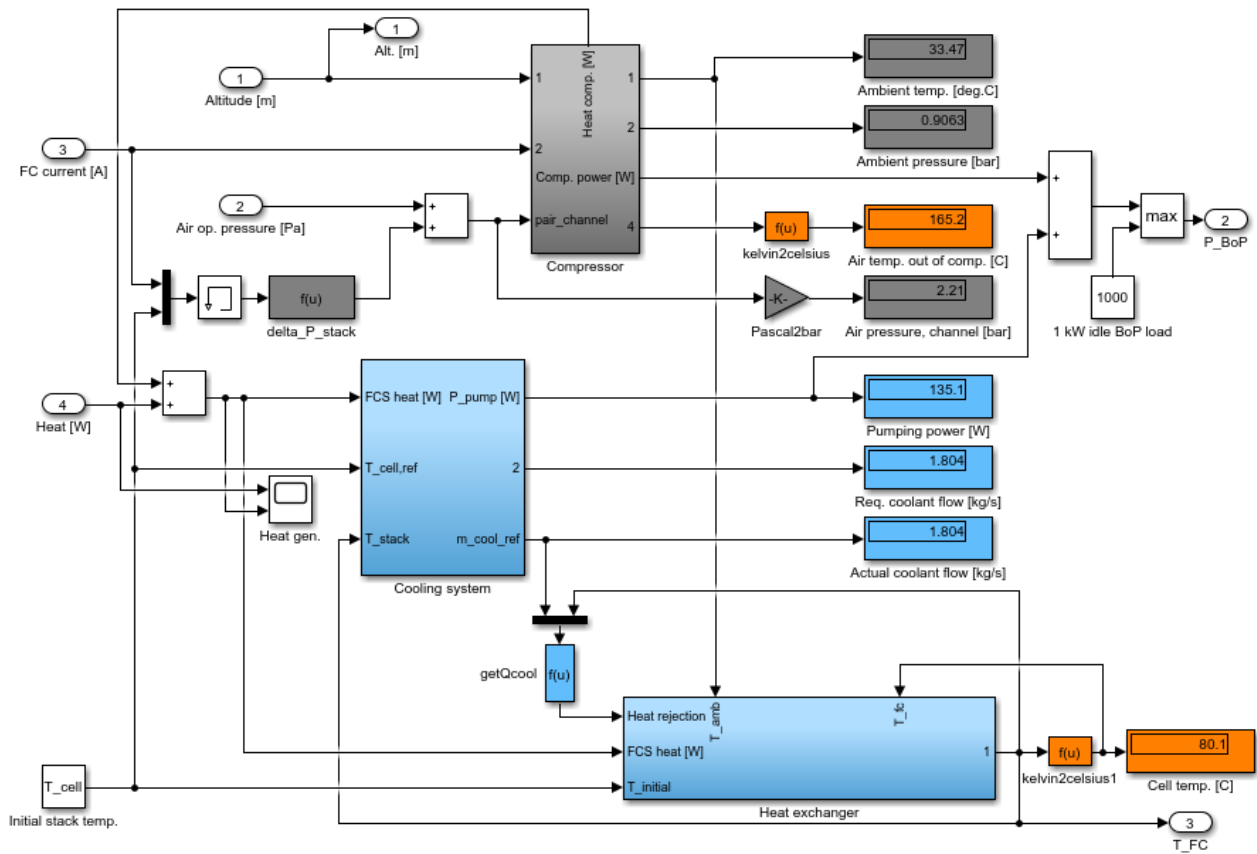 1
Alt. [m]
1
Altitude [m]
3
FC current [A]
2
Air op. pressure [Pa]
+
+
f(u)
delta_P_stack
Heat comp. [W]
1
2
pair_channel
1
2
Comp. power [W]
4
Compressor
33.47
Ambient temp. [deg.C]
0.9063
Ambient pressure [bar]
f(u)
kelvin2celsius
165.2
Air temp. out of comp. [C]
-K-
Pascal2bar
2.21
Air pressure, channel [bar]
+
+
max
2
P_BoP
1000
1 kW idle BoP load
4
Heat [W]
+
+
Heat gen.
FCS heat [W]
P_pump [W]
T_cell,ref
2
T_stack
m_cool_ref
Cooling system
135.1
Pumping power [W]
1.804
Req. coolant flow [kg/s]
1.804
Actual coolant flow [kg/s]
getQcool
f(u)
Heat rejection
T_amb
T_fc
FCS heat [W]
1
T_initial
Heat exchanger
T_cell
Initial stack temp.
f(u)
kelvin2celsius1
80.1
Cell temp. [C]
3
T_FC